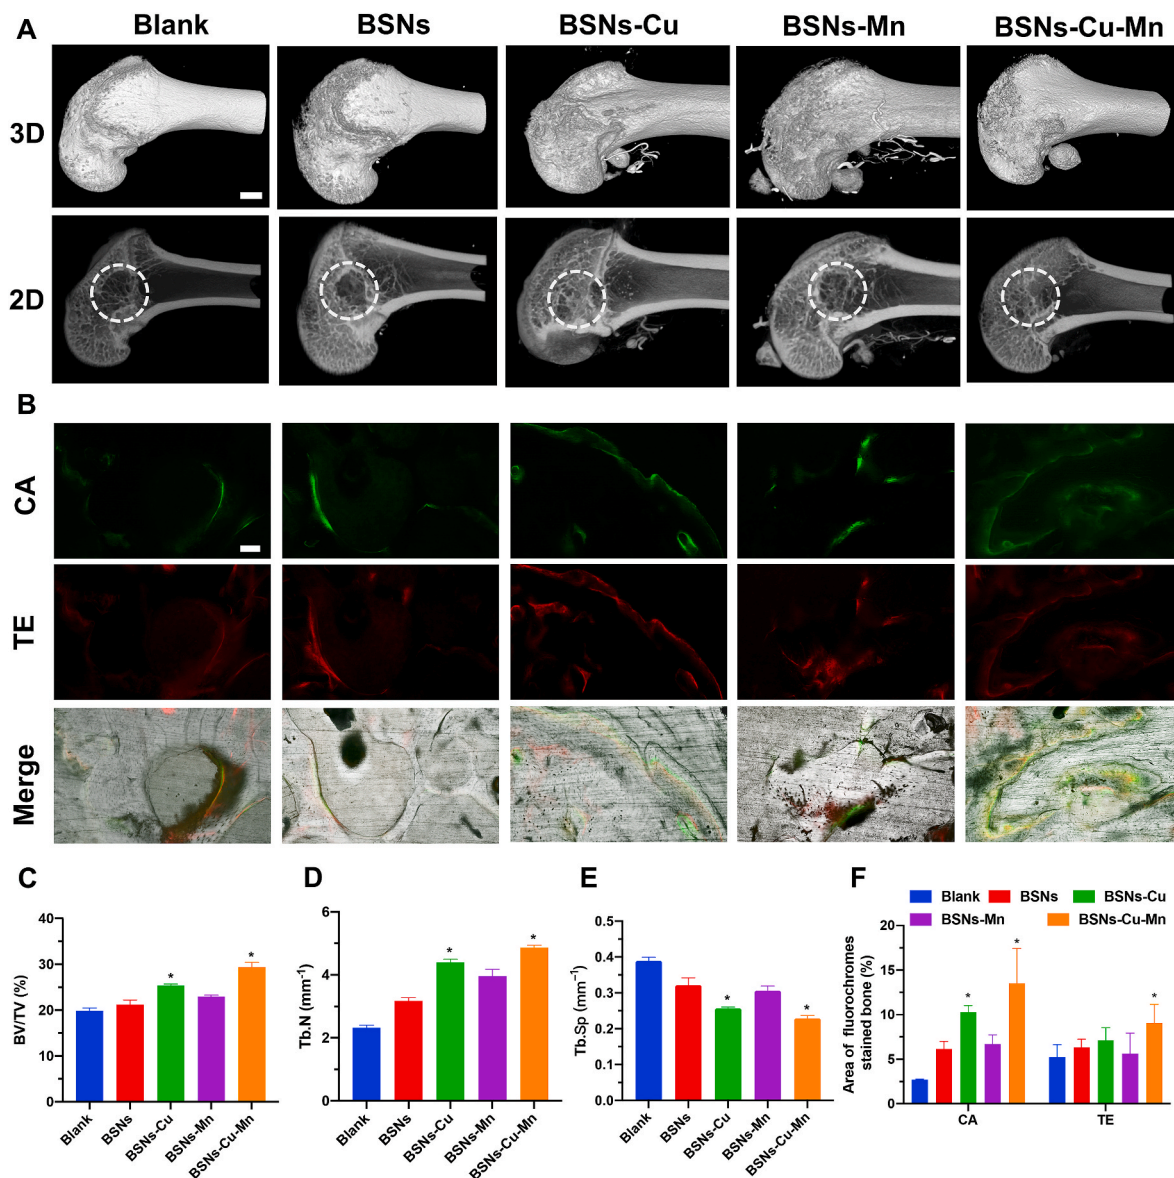 A
Blank
BSNs
BSNs-Cu
BSNs-Mn
BSNs-Cu-Mn
3D
2D
B
CA
TE
Merge
C
BV/TV (%)
40
30
20
10
0
*
*
Blank
BSNs
BSNs-Cu
BSNs-Mn
BSNs-Cu-Mn
D
Tb.N (mm⁻¹)
6
4
2
0
*
*
Blank
BSNs
BSNs-Cu
BSNs-Mn
BSNs-Cu-Mn
E
Tb.Sp (mm⁻¹)
0.5
0.4
0.3
0.2
0.1
0.0
*
*
Blank
BSNs
BSNs-Cu
BSNs-Mn
BSNs-Cu-Mn
F
Blank
BSNs
BSNs-Cu
BSNs-Mn
BSNs-Cu-Mn
Area of fluorochromes
stained bone (%)
20
15
10
5
0
*
*
*
CA
TE